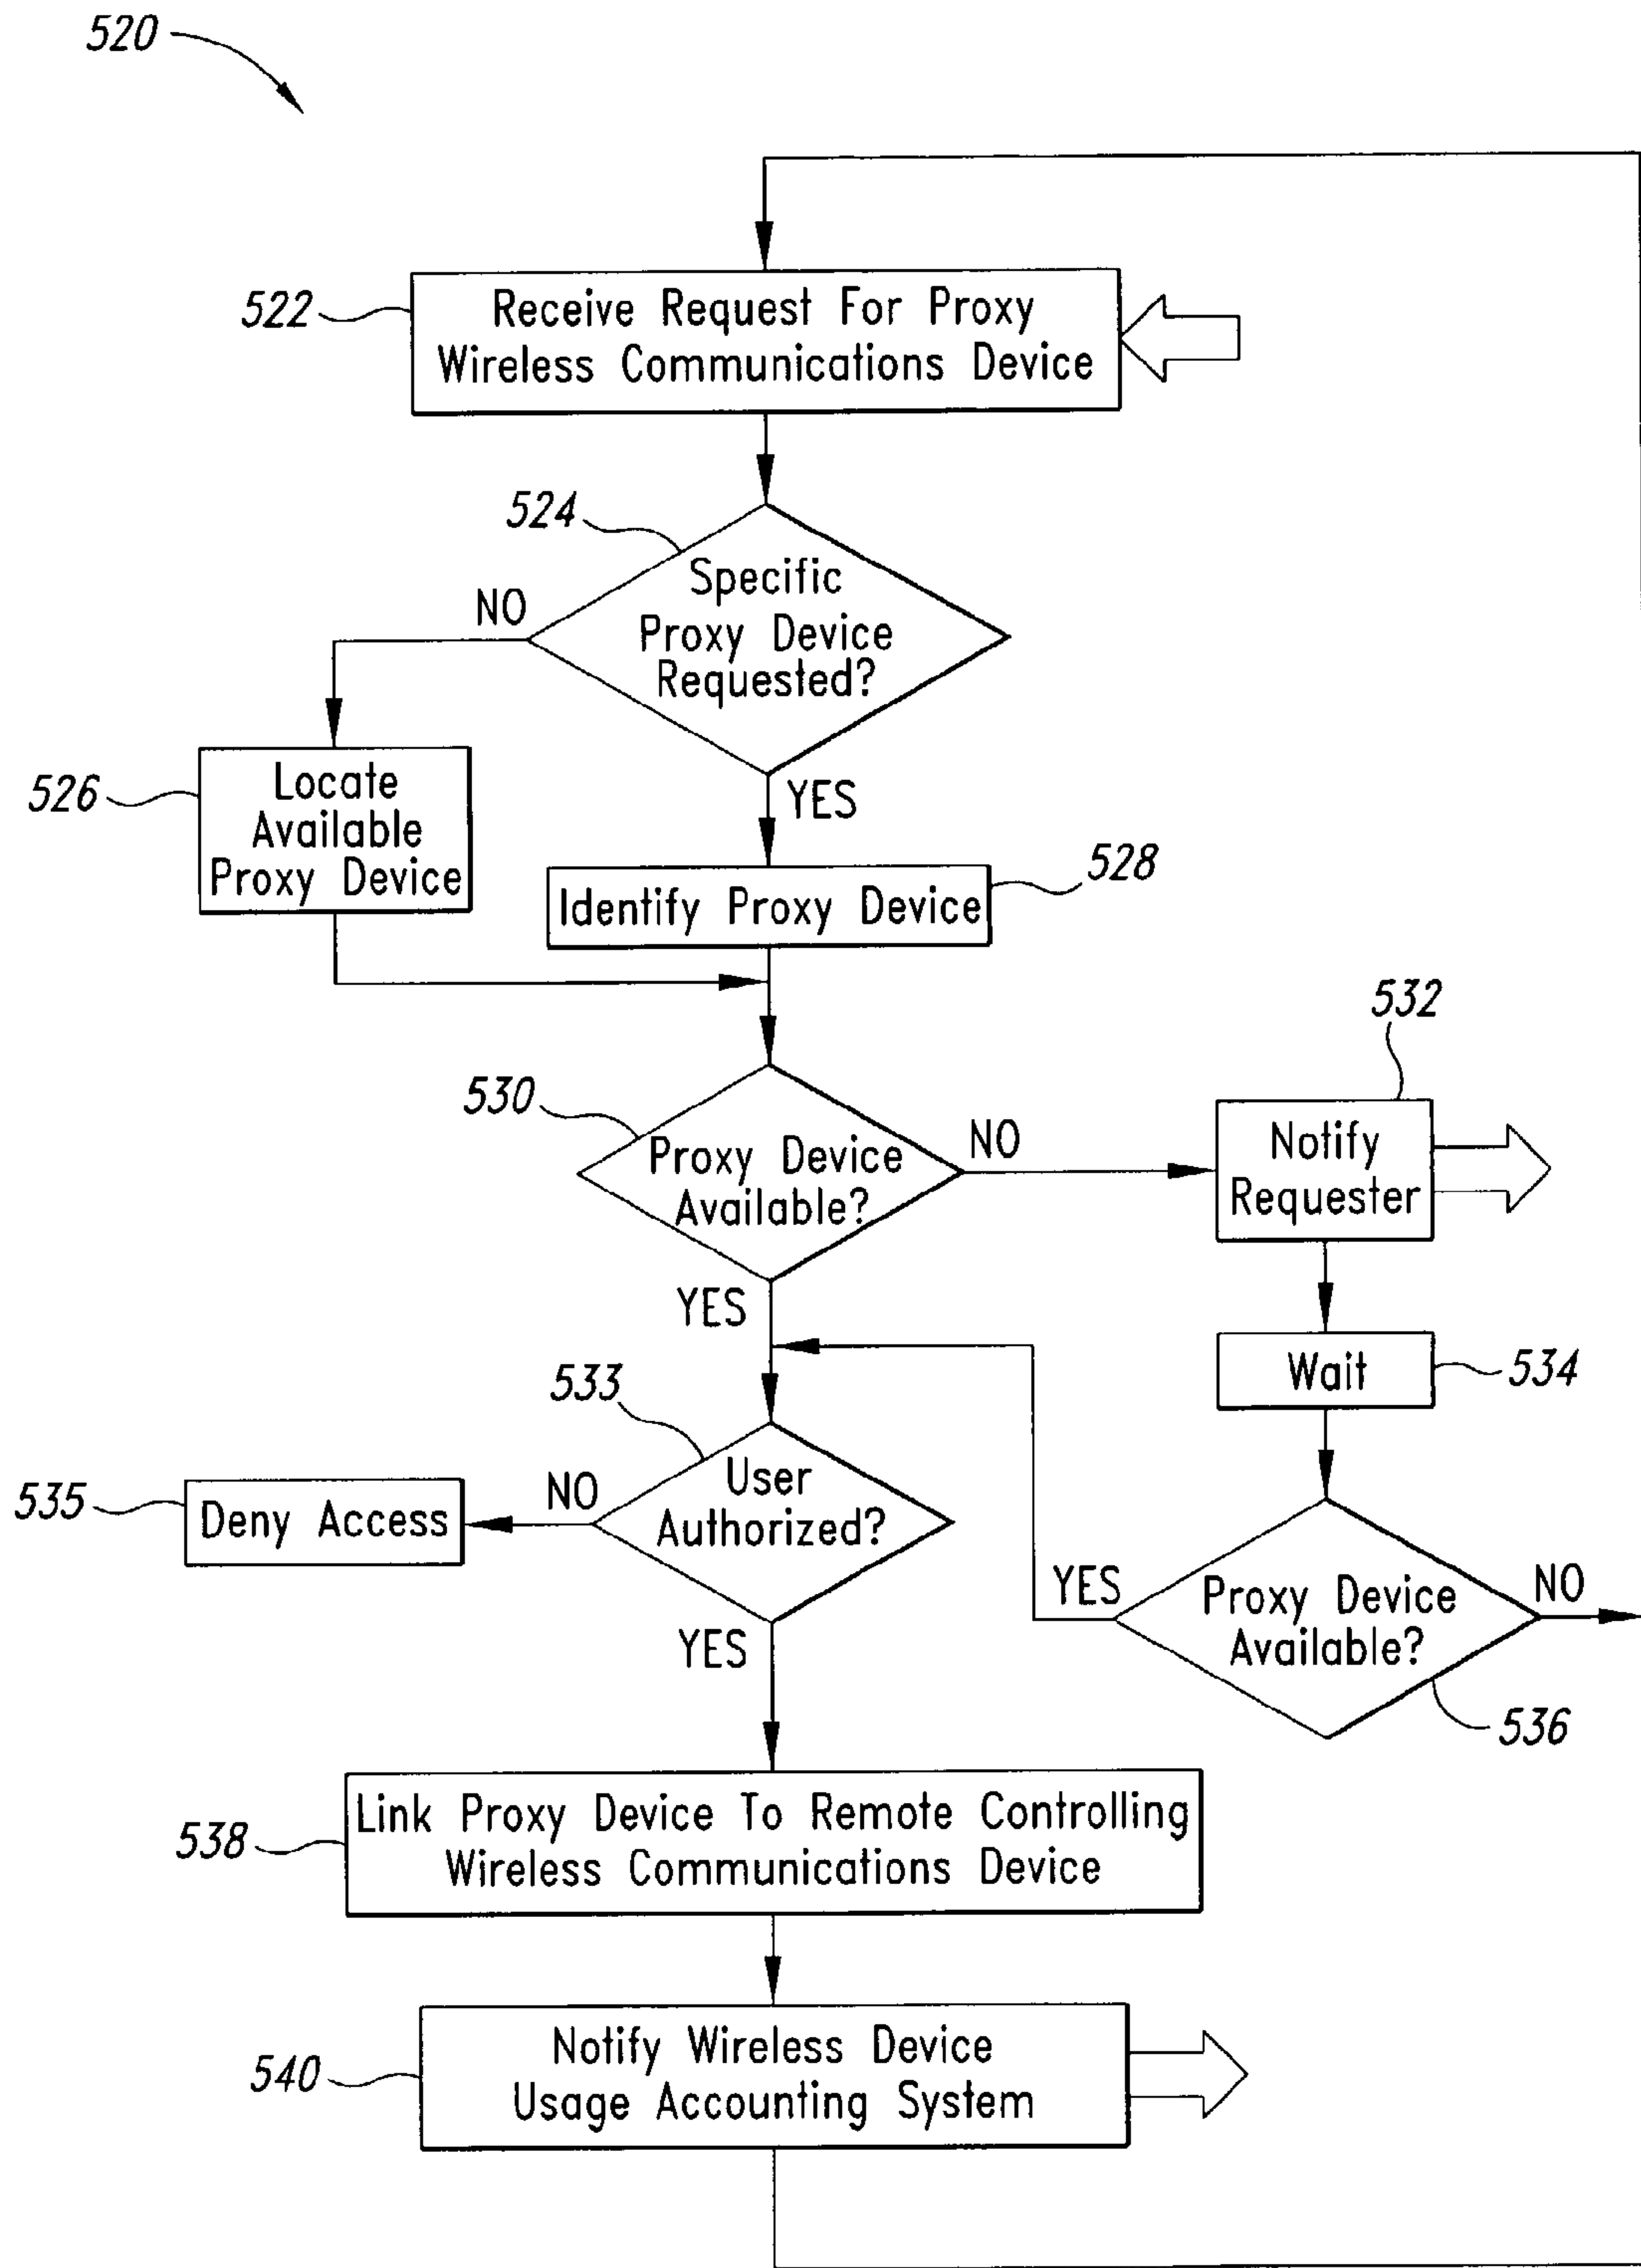 520
522
Receive Request For Proxy
Wireless Communications Device
524
Specific
Proxy Device
Requested?
NO
YES
526
Locate
Available
Proxy Device
528
Identify Proxy Device
530
Proxy Device
Available?
NO
YES
532
Notify
Requester
Wait
534
533
User
Authorized?
NO
YES
535
Deny Access
YES
Proxy Device
Available?
NO
536
538
Link Proxy Device To Remote Controlling
Wireless Communications Device
540
Notify Wireless Device
Usage Accounting System